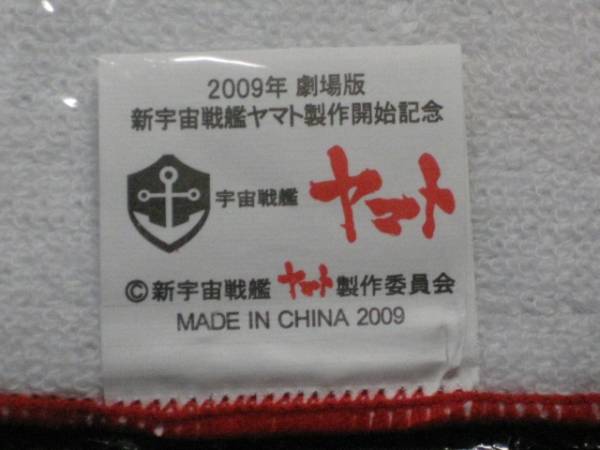 2009年 劇場版
新宇宙戦艦ヤマト製作開始記念
宇宙戦艦 ヤマト
©新宇宙戦艦 ヤマト 製作委員会
MADE IN CHINA 2009